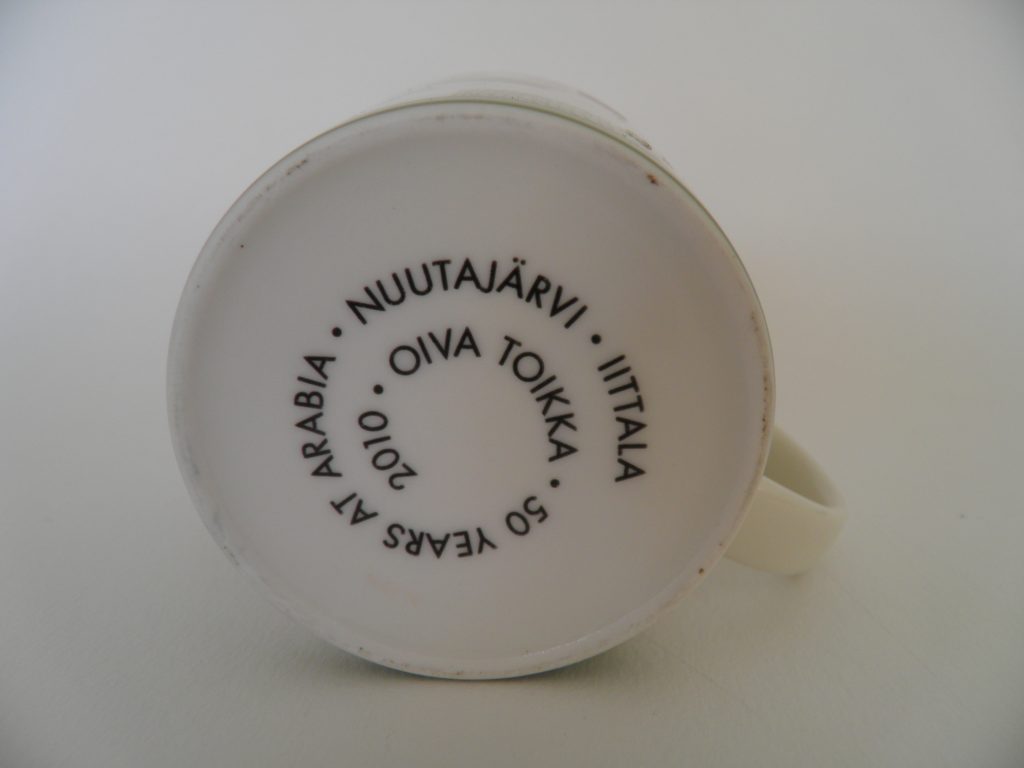 2010 • OIVA TOIKKA • 50 YEARS AT ARABIA • NUUTAJÄRVI • IITTALA